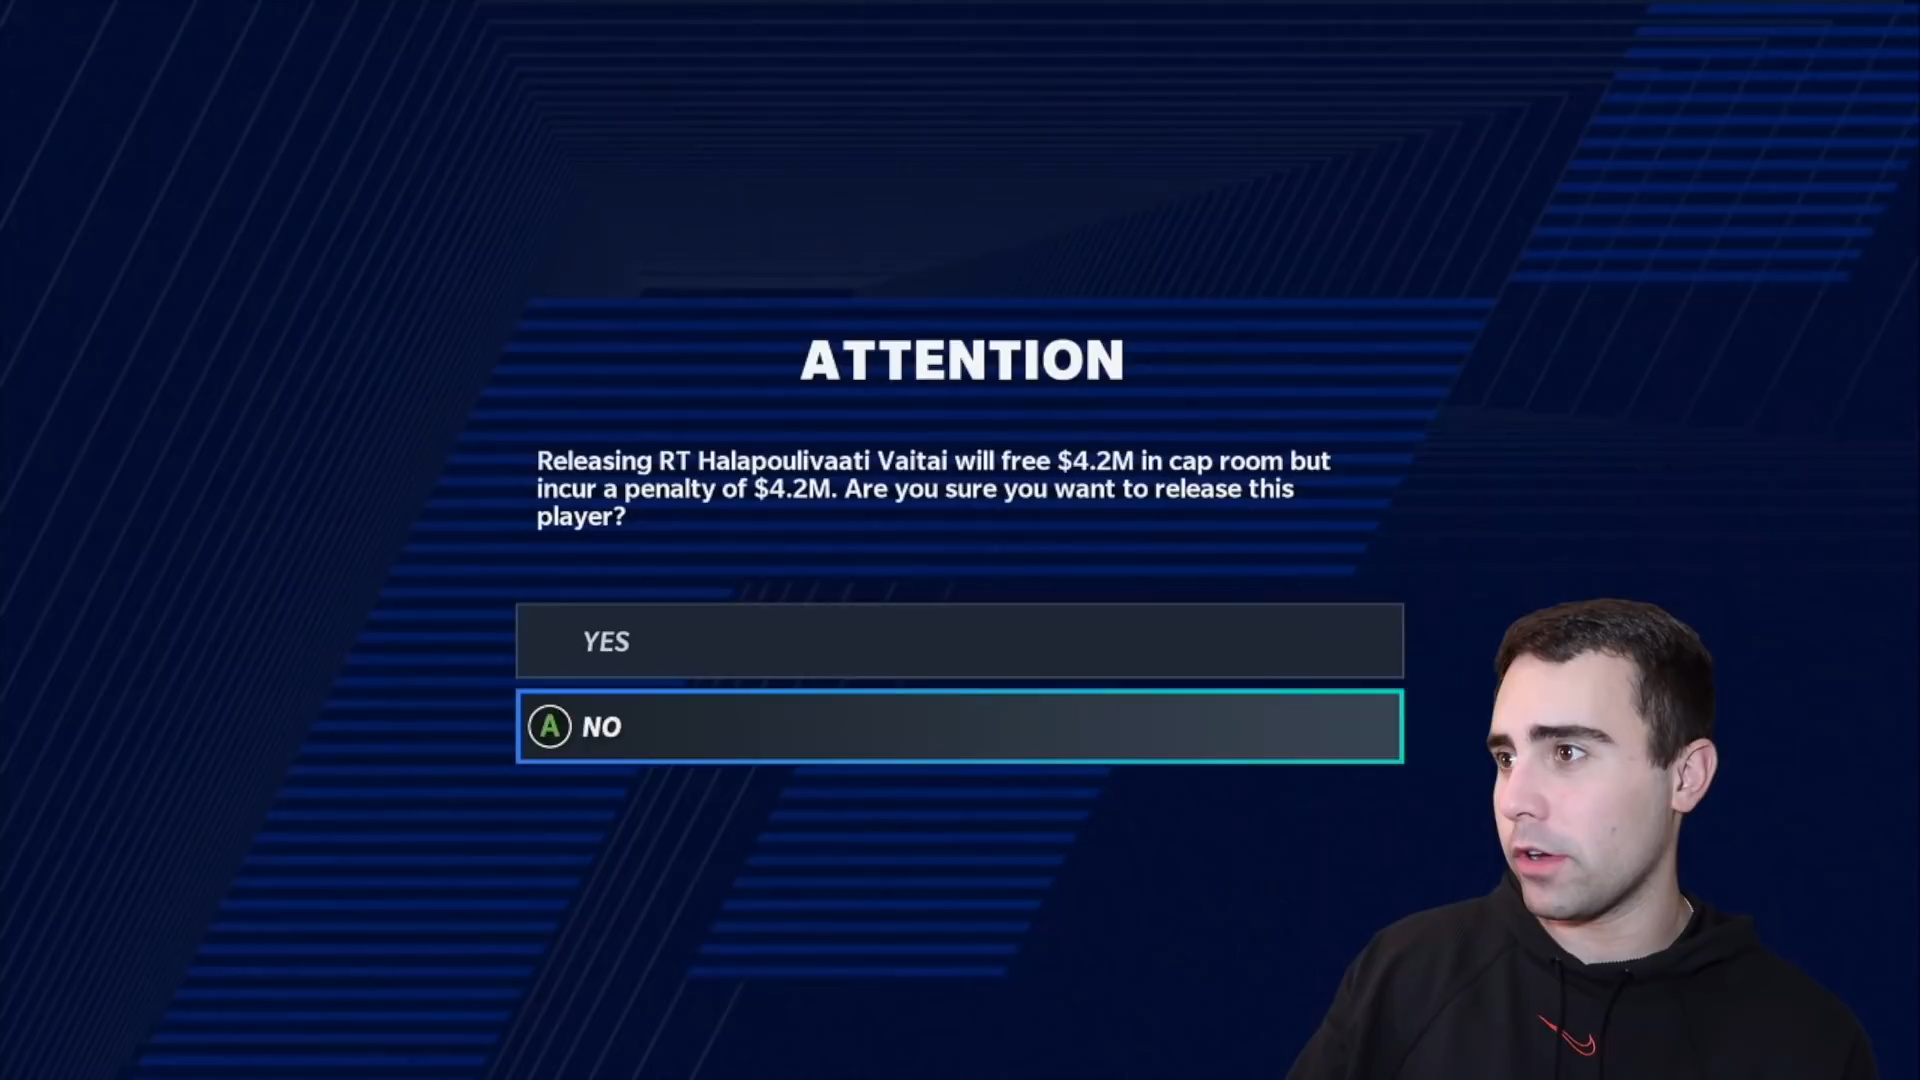 ATTENTION
Releasing RT Halapoulivaati Vaitai will free $4.2M in cap room but
incur a penalty of $4.2M. Are you sure you want to release this
player?
YES
A NO